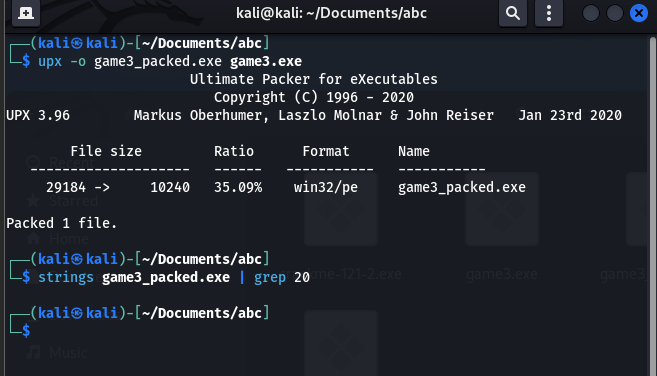 kali@kali: ~/Documents/abc
┌──(kali㉿kali)-[~/Documents/abc]
└─$ upx -o game3_packed.exe game3.exe
Ultimate Packer for eXecutables
Copyright (C) 1996 - 2020
UPX 3.96 Markus Oberhumer, Laszlo Molnar & John Reiser Jan 23rd 2020
File size Ratio Format Name
-------------------- ------ ----------- -----------
29184 -> 10240 35.09% win32/pe game3_packed.exe
Packed 1 file.
┌──(kali㉿kali)-[~/Documents/abc]
└─$ strings game3_packed.exe | grep 20
┌──(kali㉿kali)-[~/Documents/abc]
└─$
Recent
Starred
Home
game-121-2.exe
game3.exe
game3
Music